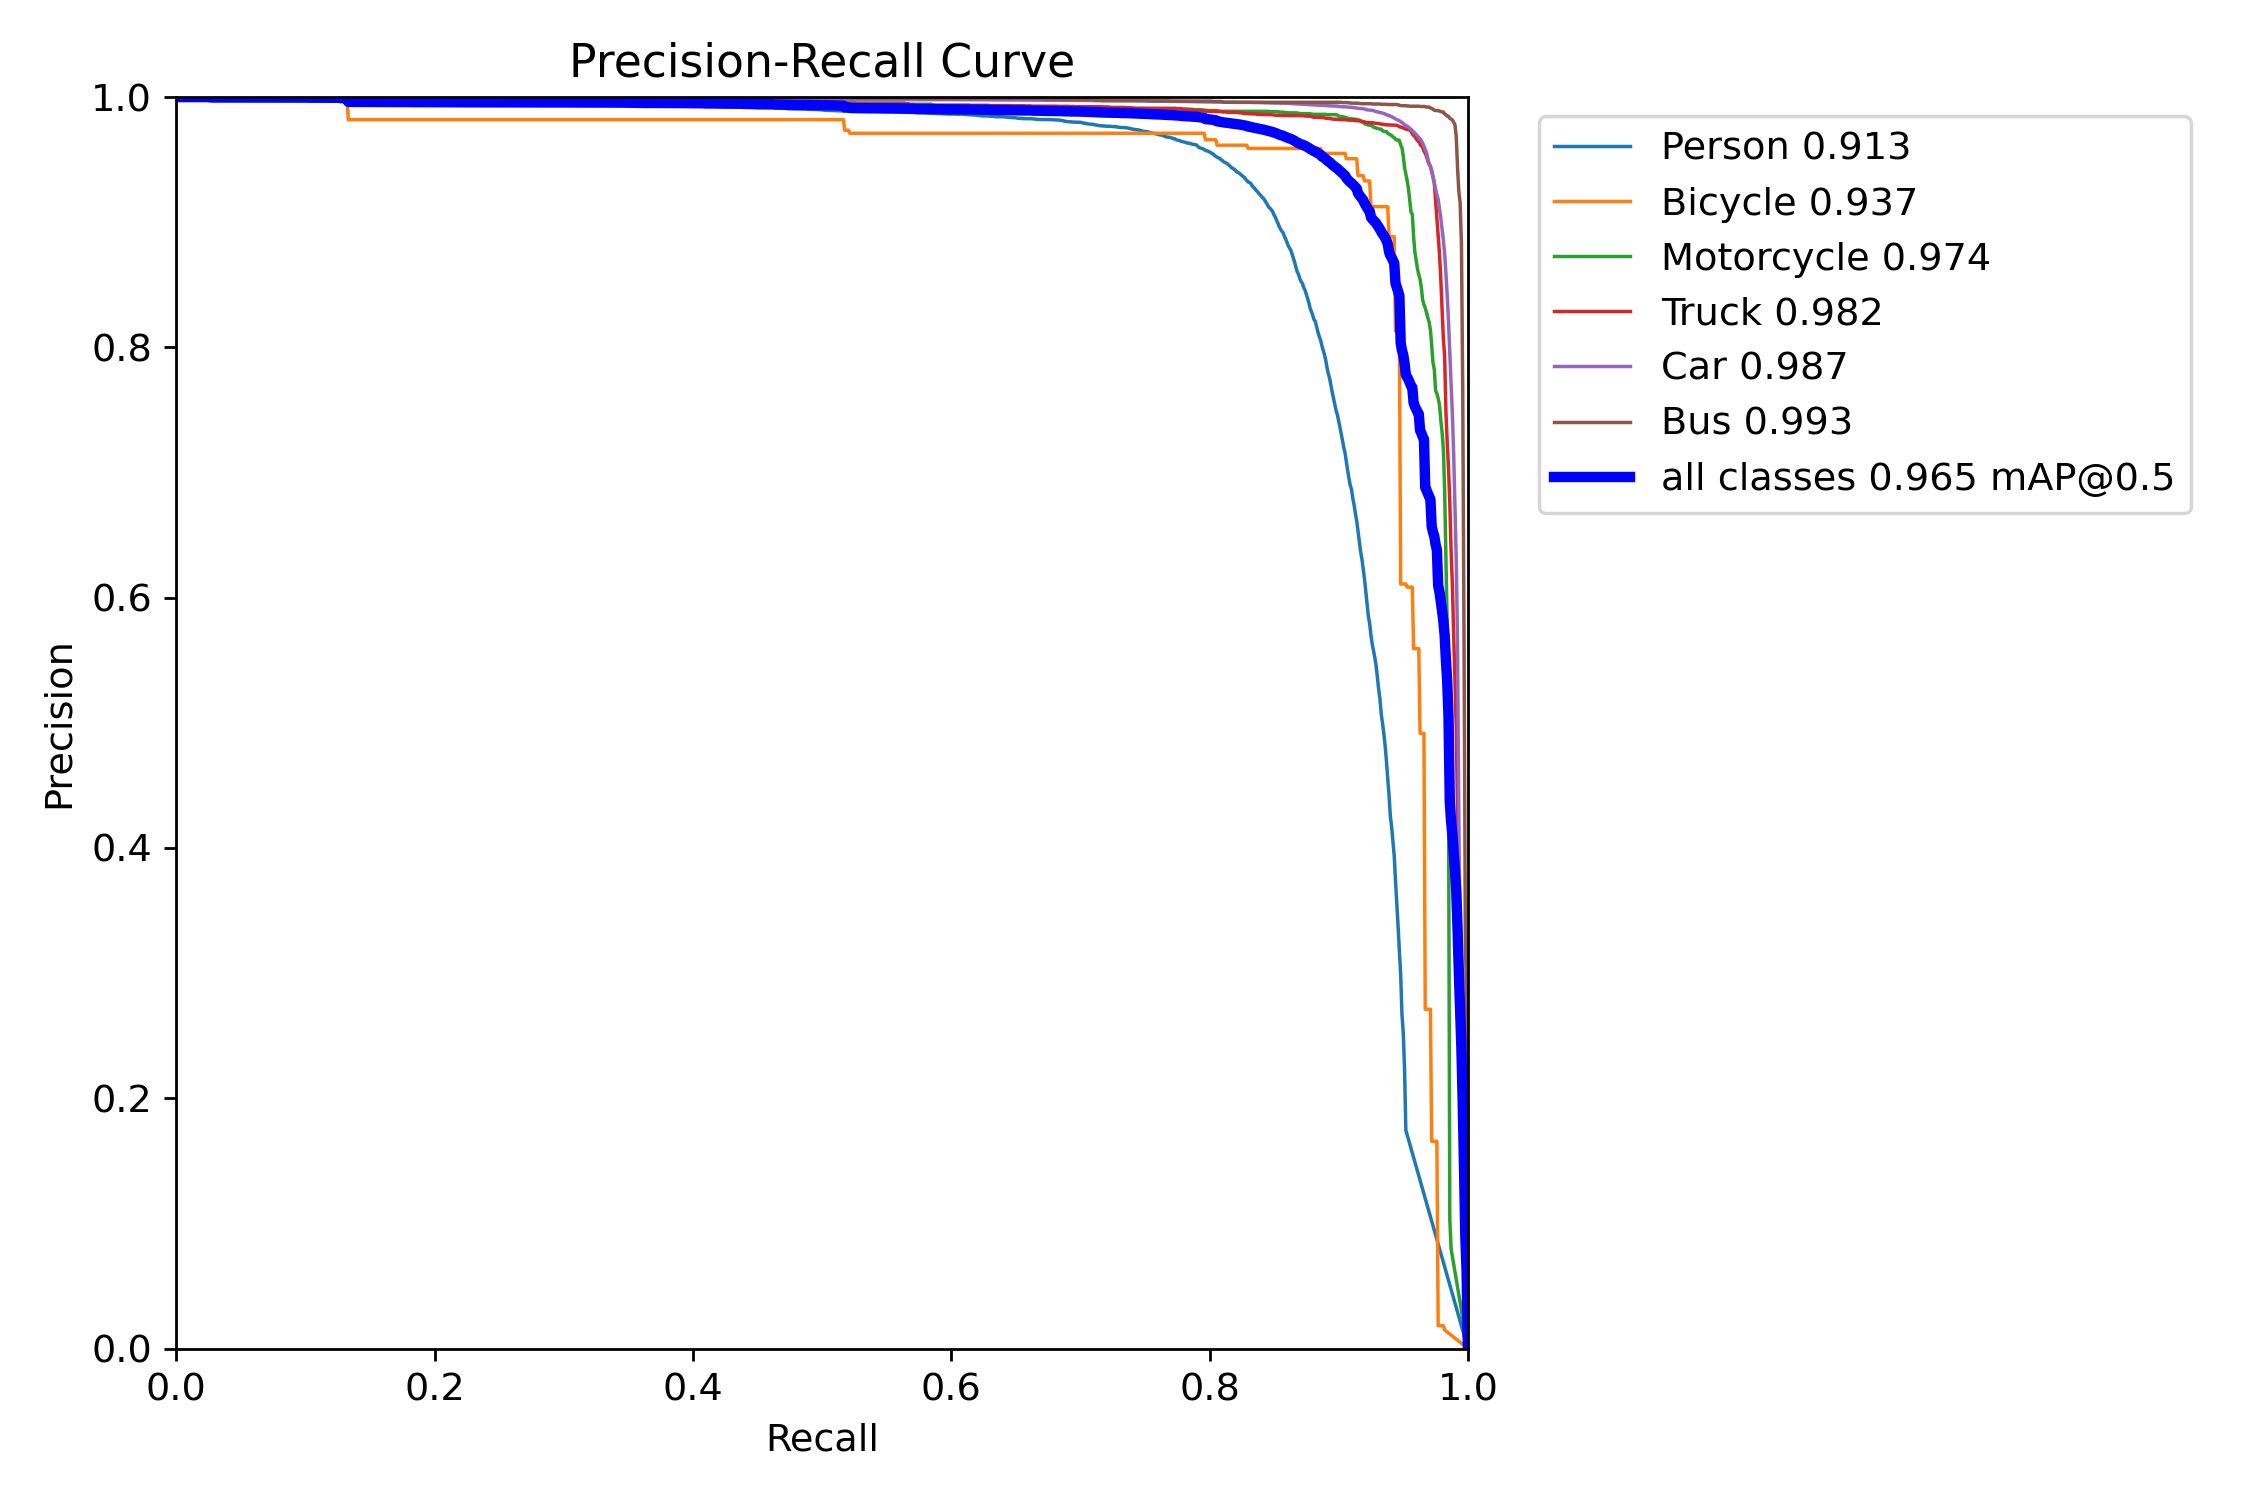 Precision-Recall Curve
1.0
0.8
0.6
0.4
0.2
0.0
Precision
0.0 0.2 0.4 0.6 0.8 1.0
Recall
Person 0.913
Bicycle 0.937
Motorcycle 0.974
Truck 0.982
Car 0.987
Bus 0.993
all classes 0.965 mAP@0.5